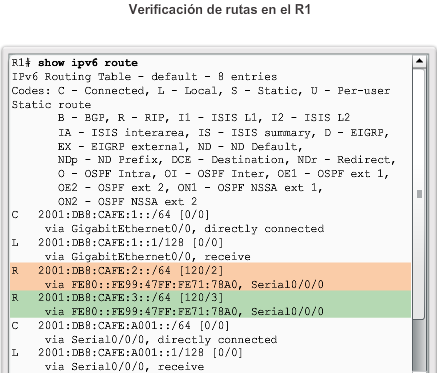 Verificación de rutas en el R1
R1# show ipv6 route
IPv6 Routing Table - default - 8 entries
Codes: C - Connected, L - Local, S - Static, U - Per-user
Static route
B - BGP, R - RIP, I1 - ISIS L1, I2 - ISIS L2
IA - ISIS interarea, IS - ISIS summary, D - EIGRP,
EX - EIGRP external, ND - ND Default,
NDp - ND Prefix, DCE - Destination, NDr - Redirect,
O - OSPF Intra, OI - OSPF Inter, OE1 - OSPF ext 1,
OE2 - OSPF ext 2, ON1 - OSPF NSSA ext 1,
ON2 - OSPF NSSA ext 2
C 2001:DB8:CAFE:1::/64 [0/0]
via GigabitEthernet0/0, directly connected
L 2001:DB8:CAFE:1::1/128 [0/0]
via GigabitEthernet0/0, receive
R 2001:DB8:CAFE:2::/64 [120/2]
via FE80::FE99:47FF:FE71:78A0, Serial0/0/0
R 2001:DB8:CAFE:3::/64 [120/3]
via FE80::FE99:47FF:FE71:78A0, Serial0/0/0
C 2001:DB8:CAFE:A001::/64 [0/0]
via Serial0/0/0, directly connected
L 2001:DB8:CAFE:A001::1/128 [0/0]
via Serial0/0/0, receive